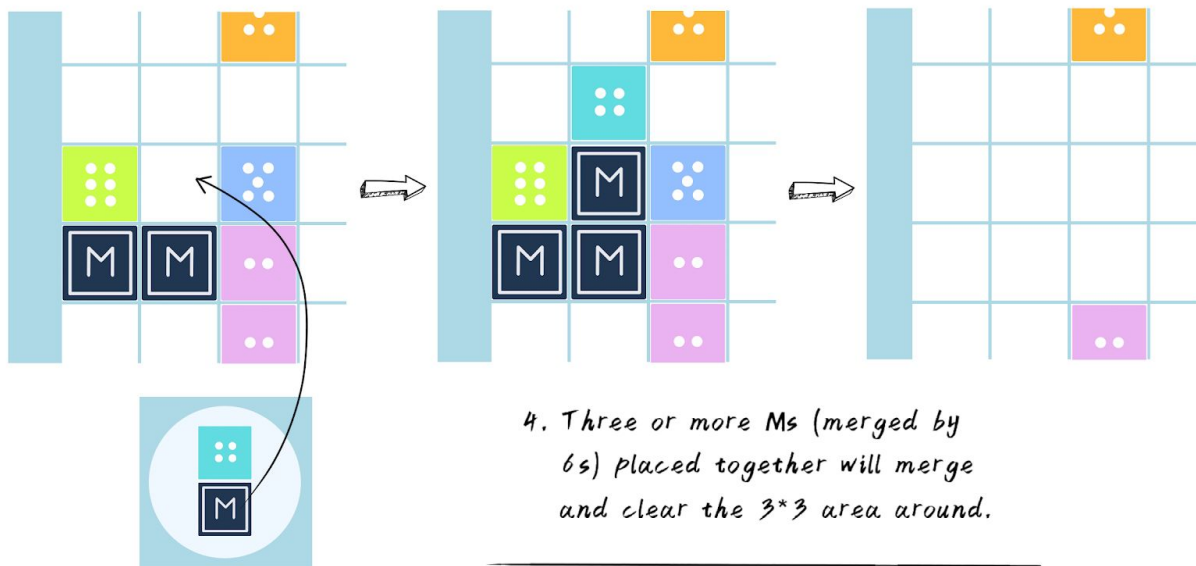 M M
M
M M
M
4. Three or more Ms (merged by
6s) placed together will merge
and clear the 3*3 area around.